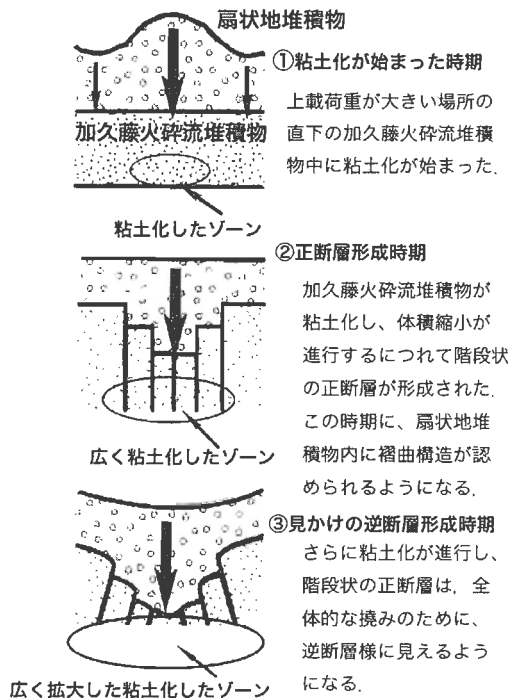 扇状地堆積物
①粘土化が始まった時期
上載荷重が大きい場所の
直下の加久藤火砕流堆積
物中に粘土化が始まった.
加久藤火砕流堆積物
粘土化したゾーン
②正断層形成時期
加久藤火砕流堆積物が
粘土化し、体積縮小が
進行するにつれて階段状
の正断層が形成された.
この時期に、扇状地堆
積物内に褶曲構造が認
められるようになる.
広く粘土化したゾーン
③見かけの逆断層形成時期
さらに粘土化が進行し、
階段状の正断層は，全
体的な撓みのために、
逆断層様に見えるよう
になる.
広く拡大した粘土化したゾーン